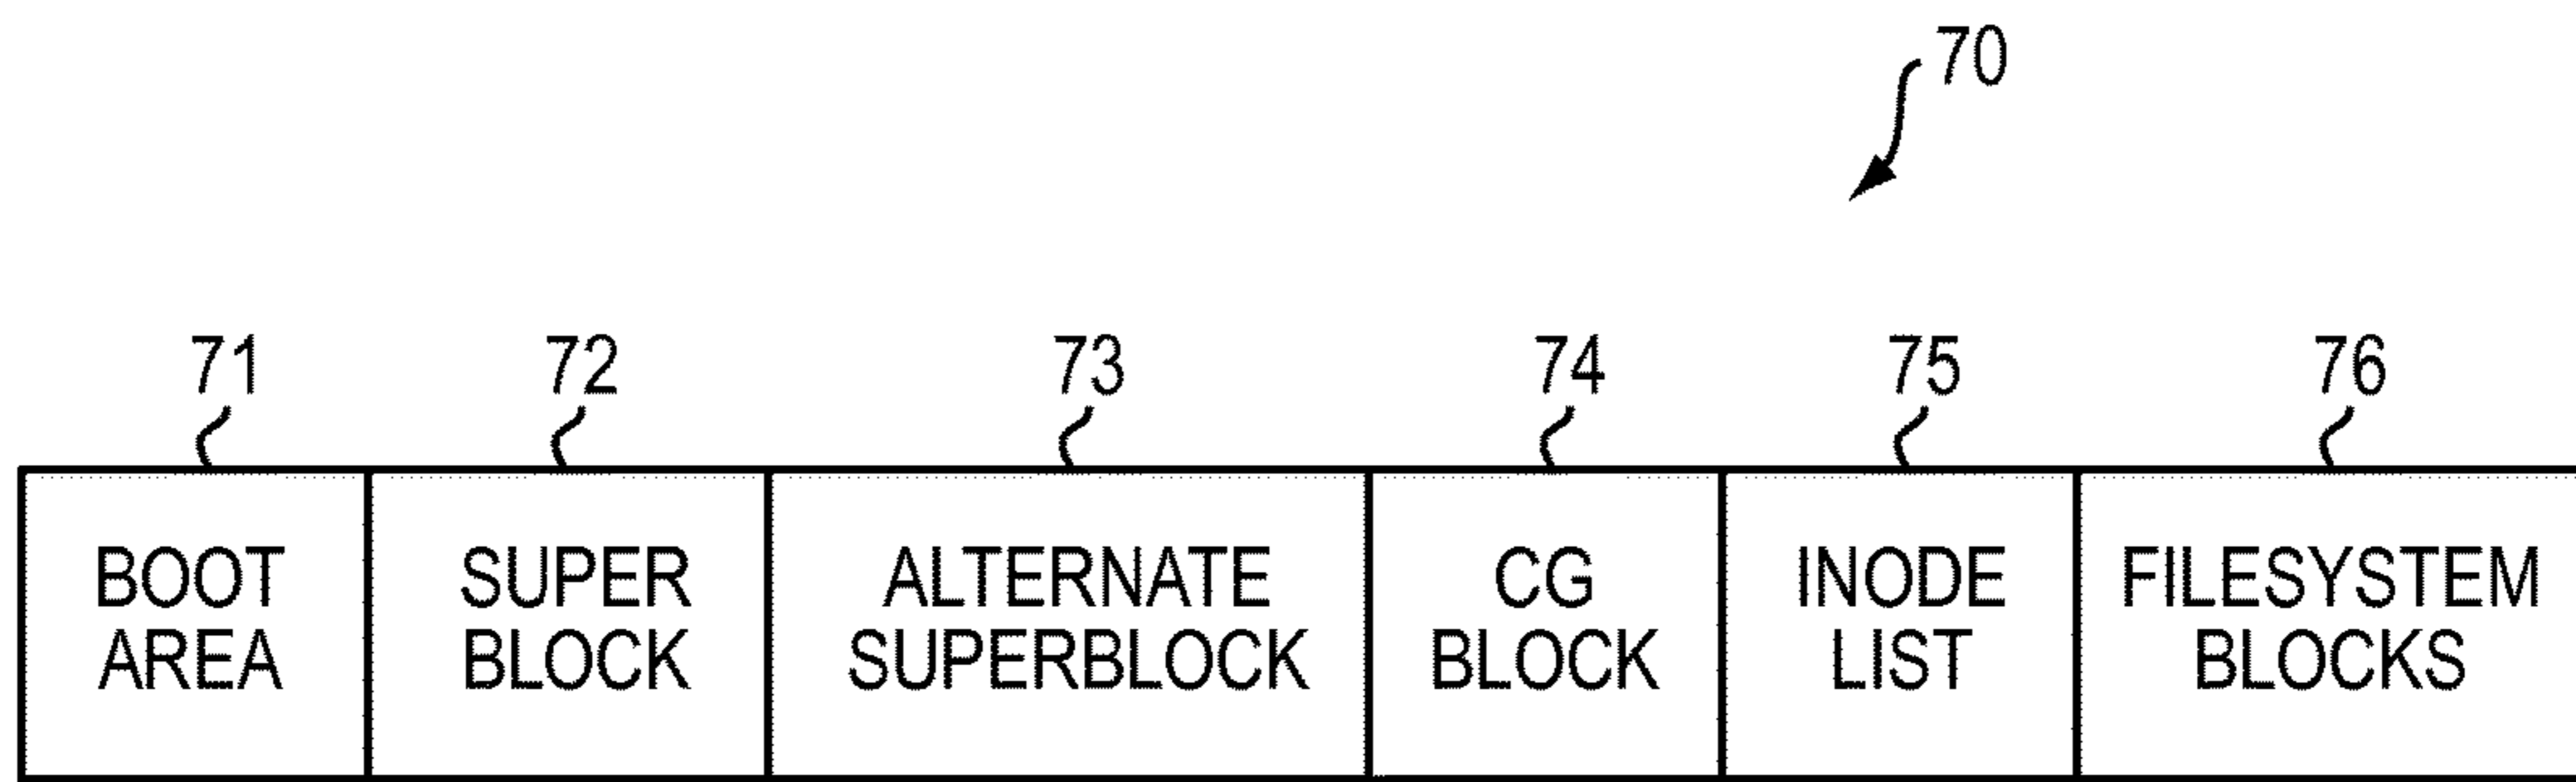 70
71 72 73 74 75 76
BOOT SUPER ALTERNATE CG INODE FILESYSTEM
AREA BLOCK SUPERBLOCK BLOCK LIST BLOCKS